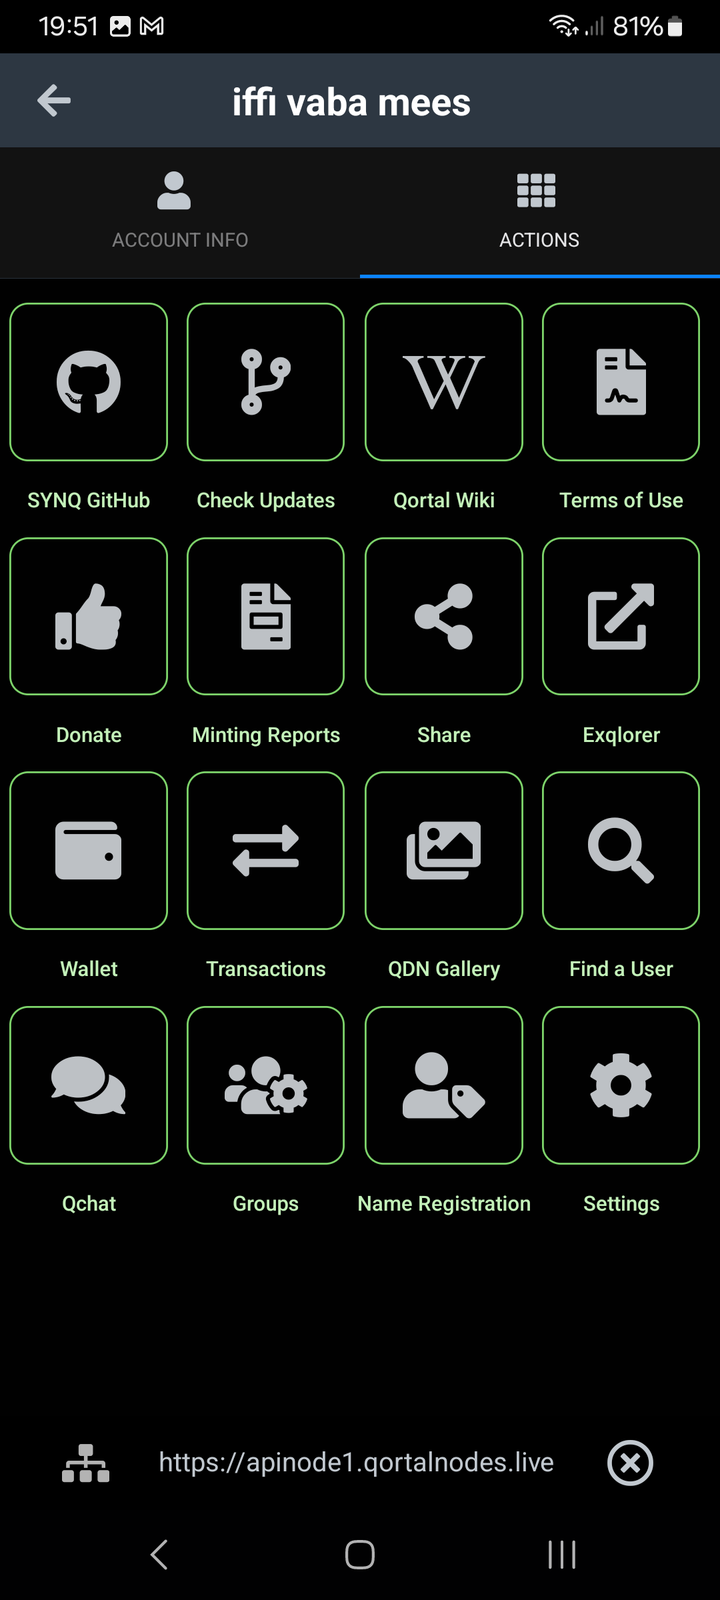 19:51 81%
iffi vaba mees
ACCOUNT INFO ACTIONS
SYNQ GitHub Check Updates Qortal Wiki Terms of Use
Donate Minting Reports Share Exqlorer
Wallet Transactions QDN Gallery Find a User
Qchat Groups Name Registration Settings
https://apinode1.qortalnodes.live